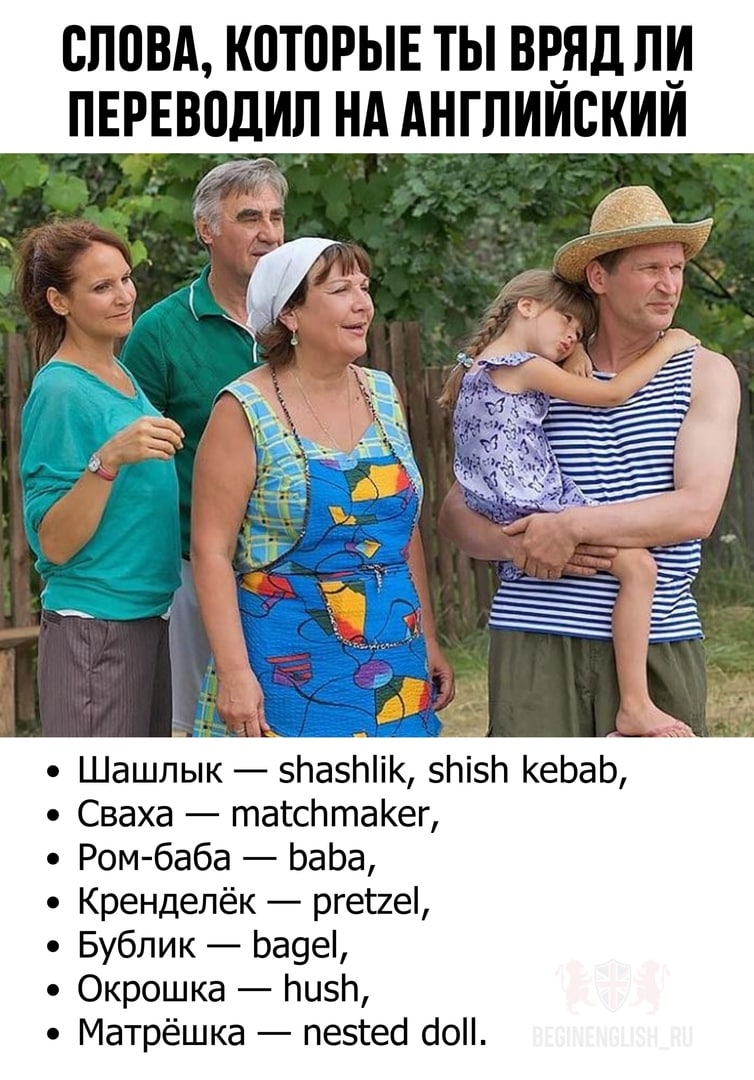 СЛОВА, КОТОРЫЕ ТЫ ВРЯД ЛИ
ПЕРЕВОДИЛ НА АНГЛИЙСКИЙ
• Шашлык — shashlik, shish kebab,
• Сваха — matchmaker,
• Ром-баба — baba,
• Кренделёк — pretzel,
• Бублик — bagel,
• Окрошка — hush,
• Матрёшка — nested doll.
BEGINENGLISH_RU